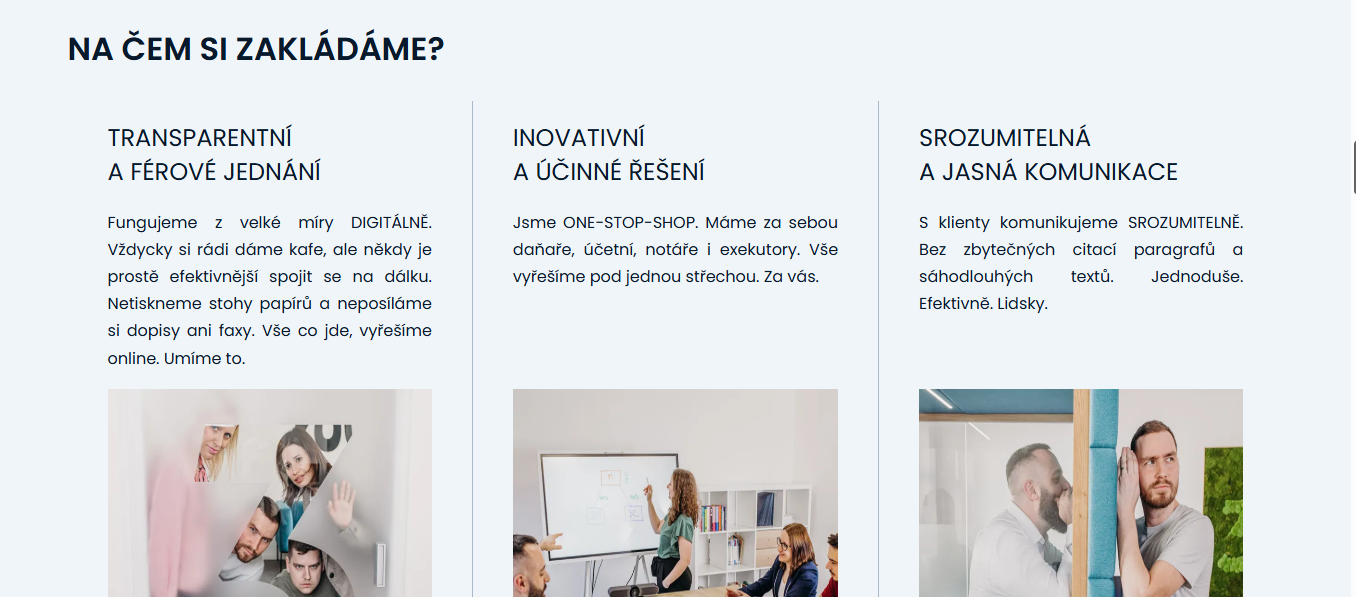 NA ČEM SI ZAKLÁDÁME?
TRANSPARENTNÍ
A FÉROVÉ JEDNÁNÍ
Fungujeme z velké míry DIGITÁLNĚ.
Vždycky si rádi dáme kafe, ale někdy je
prostě efektivnější spojit se na dálku.
Netiskneme stohy papírů a neposíláme
si dopisy ani faxy. Vše co jde, vyřešíme
online. Umíme to.
INOVATIVNÍ
A ÚČINNÉ ŘEŠENÍ
Jsme ONE-STOP-SHOP. Máme za sebou
daňaře, účetní, notáře i exekutory. Vše
vyřešíme pod jednou střechou. Za vás.
SROZUMITELNÁ
A JASNÁ KOMUNIKACE
S klienty komunikujeme SROZUMITELNĚ.
Bez zbytečných citací paragrafů a
sáhodlouhých textů. Jednoduše.
Efektivně. Lidsky.